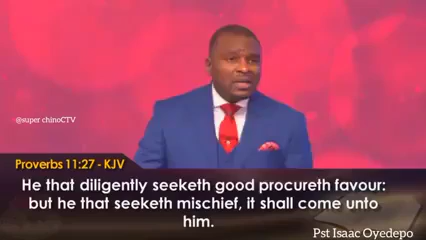 @super chinoCTV
Proverbs 11:27 - KJV
He that diligently seeketh good procureth favour:
but he that seeketh mischief, it shall come unto
him.
Pst Isaac Oyedepo